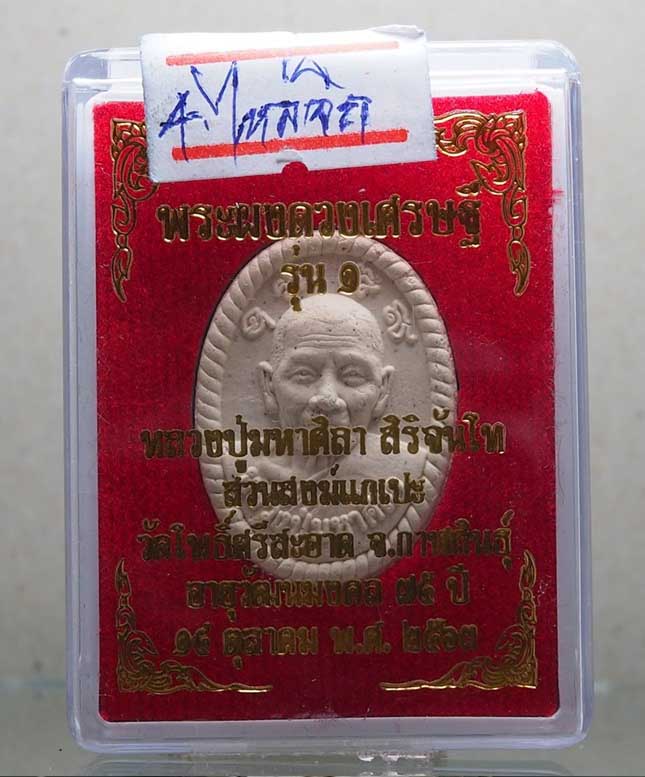 พระผงดวงเศรษฐี
รุ่น ๑
หลวงปู่มหาศิลา สิริจันโท
สวนสงฆ์แกเปะ
วัดโพธิ์ศรีสะอาด จ.กาฬสินธุ์
อายุวัฒนมงคล ๗๕ ปี
๑๕ ตุลาคม พ.ศ. ๒๕๖๓